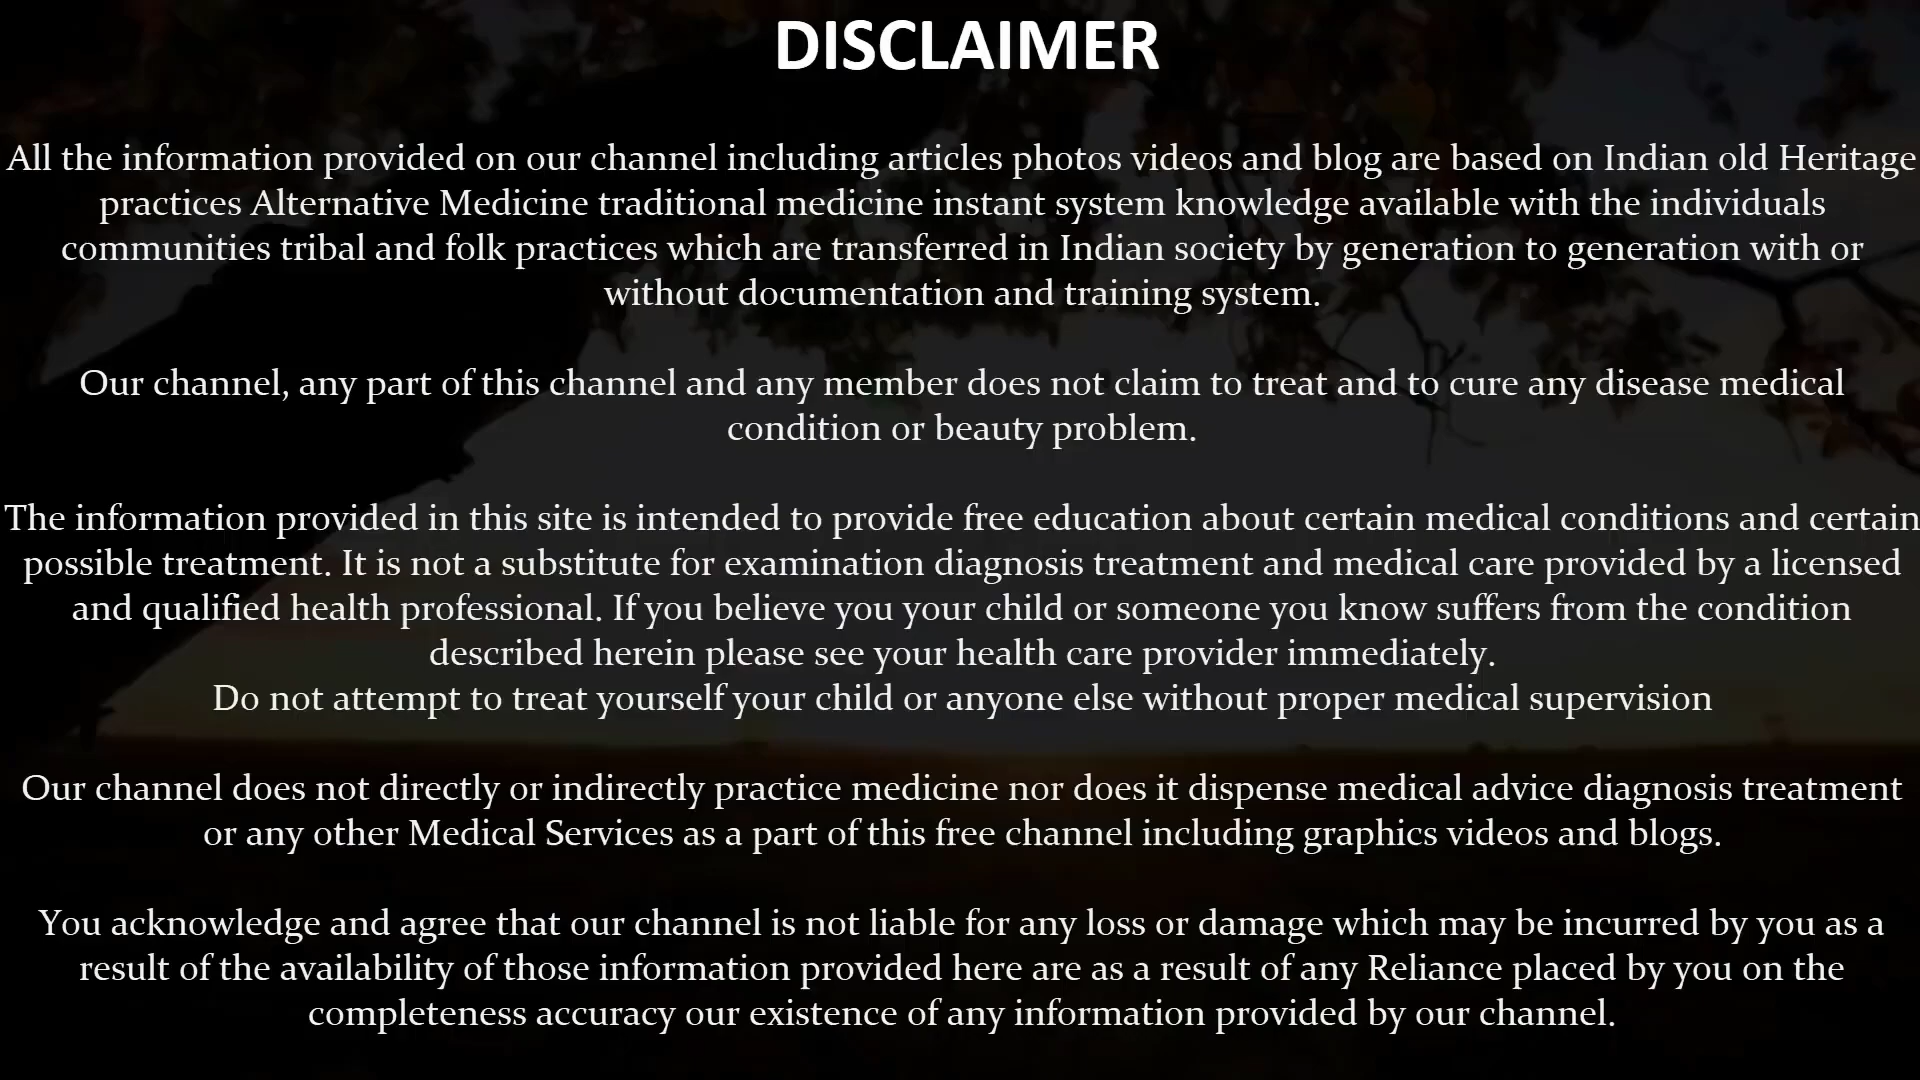 DISCLAIMER
All the information provided on our channel including articles photos videos and blog are based on Indian old Heritage
practices Alternative Medicine traditional medicine instant system knowledge available with the individuals
communities tribal and folk practices which are transferred in Indian society by generation to generation with or
without documentation and training system.
Our channel, any part of this channel and any member does not claim to treat and to cure any disease medical
condition or beauty problem.
The information provided in this site is intended to provide free education about certain medical conditions and certain
possible treatment. It is not a substitute for examination diagnosis treatment and medical care provided by a licensed
and qualified health professional. If you believe you your child or someone you know suffers from the condition
described herein please see your health care provider immediately.
Do not attempt to treat yourself your child or anyone else without proper medical supervision
Our channel does not directly or indirectly practice medicine nor does it dispense medical advice diagnosis treatment
or any other Medical Services as a part of this free channel including graphics videos and blogs.
You acknowledge and agree that our channel is not liable for any loss or damage which may be incurred by you as a
result of the availability of those information provided here are as a result of any Reliance placed by you on the
completeness accuracy our existence of any information provided by our channel.